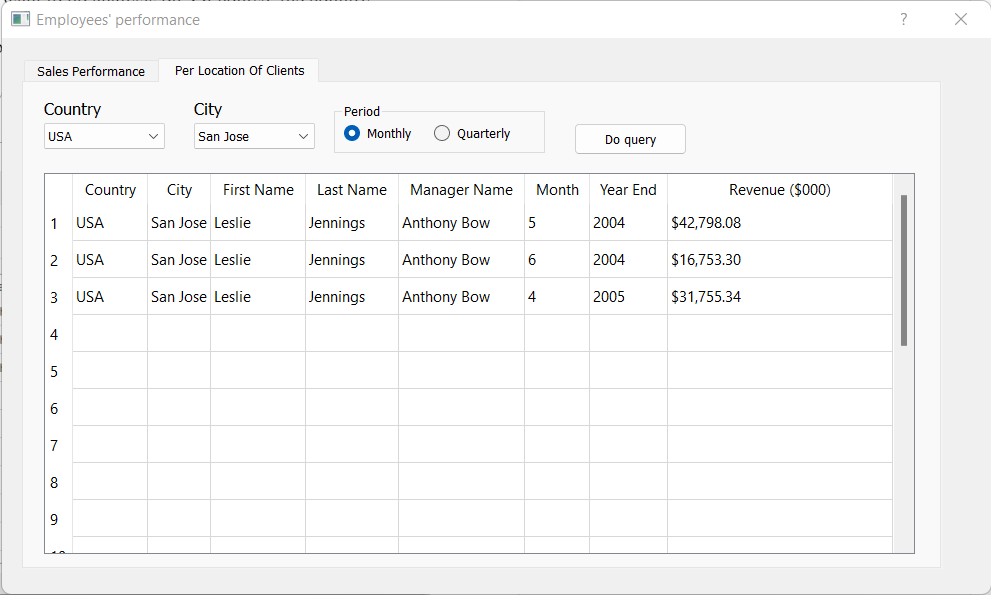 Employees' performance ?
Sales Performance Per Location Of Clients
Country City Period
USA San Jose Monthly Quarterly Do query
Country City First Name Last Name Manager Name Month Year End Revenue ($000)
1 USA San Jose Leslie Jennings Anthony Bow 5 2004 $42,798.08
2 USA San Jose Leslie Jennings Anthony Bow 6 2004 $16,753.30
3 USA San Jose Leslie Jennings Anthony Bow 4 2005 $31,755.34
4
5
6
7
8
9